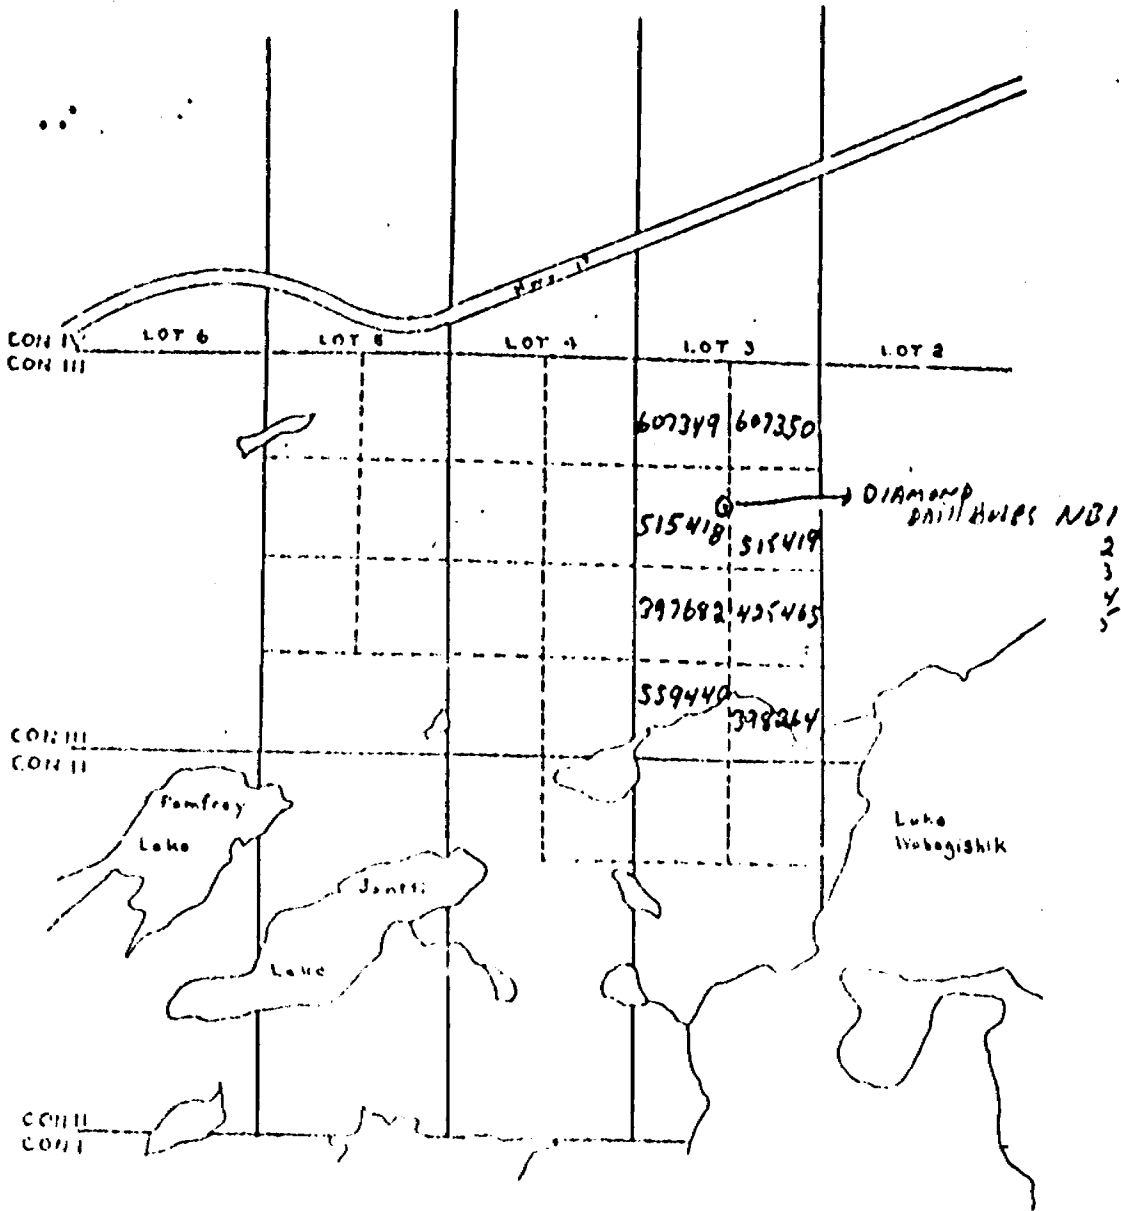 CON IV
CON III
LOT 6
LOT 5
LOT 4
LOT 3
LOT 2
607349 607350
DIAMOND
Drill Holes NB1
2
3
4
5
515418 515419
397682 425465
559440 398264
CON III
CON II
Pomfrey
Lake
Lake
Wabagishik
Jantti
Lake
CON II
CON I